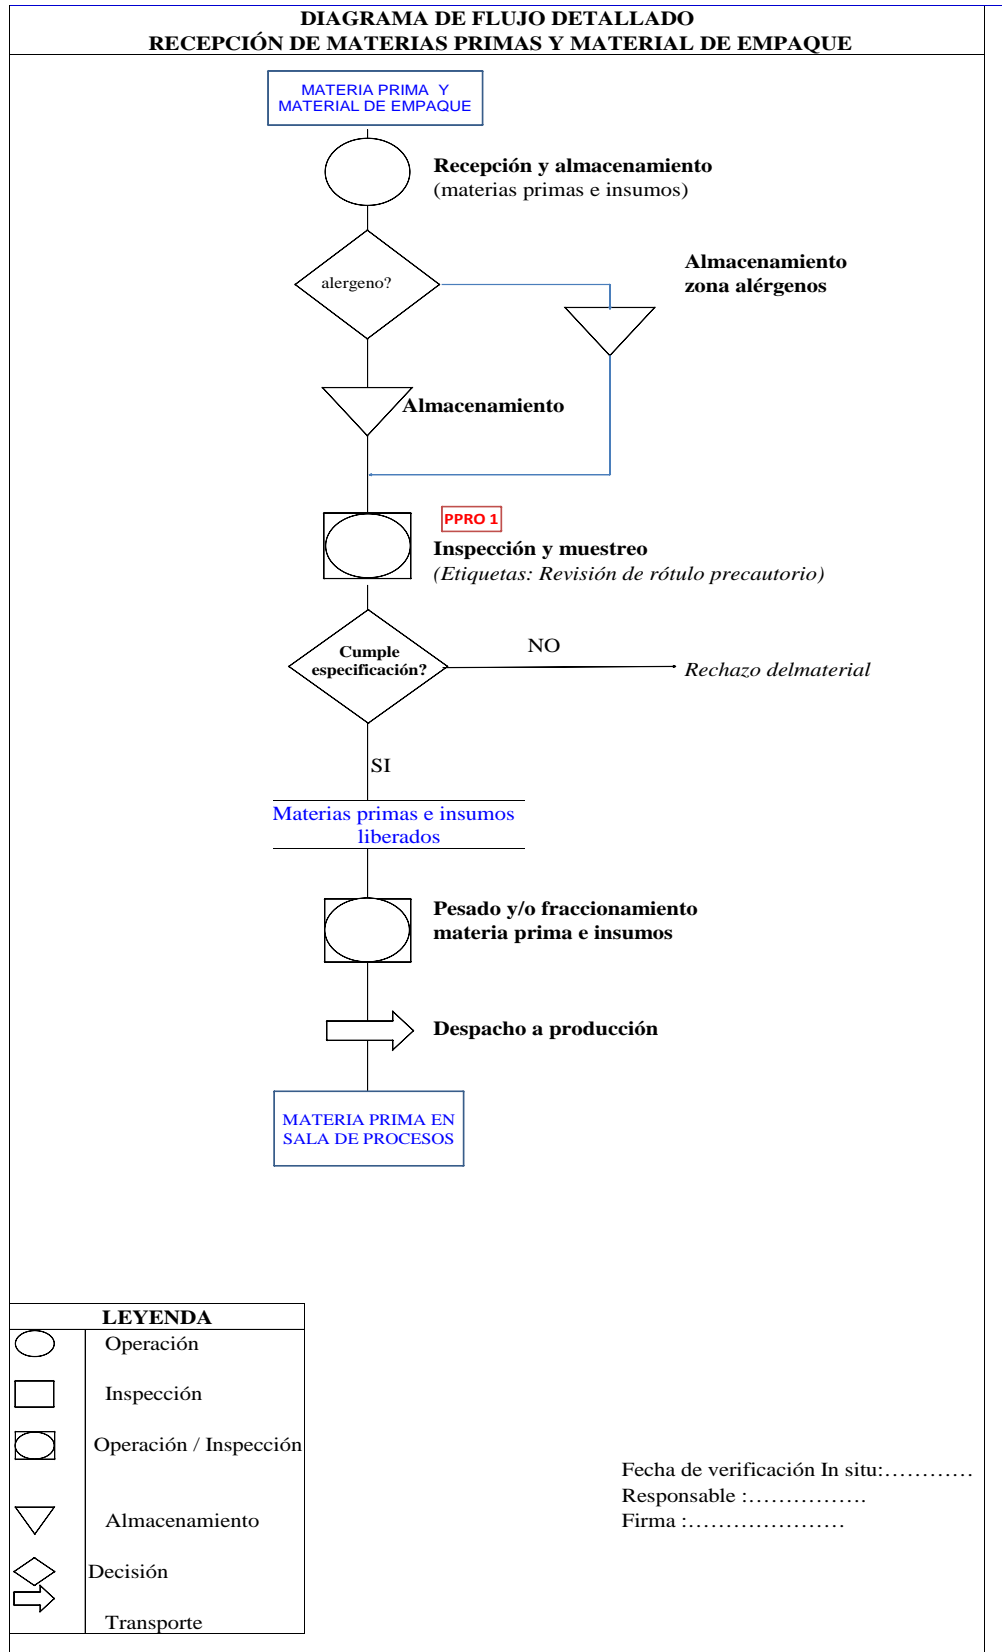 DIAGRAMA DE FLUJO DETALLADO
RECEPCIÓN DE MATERIAS PRIMAS Y MATERIAL DE EMPAQUE
MATERIA PRIMA Y
MATERIAL DE EMPAQUE
Recepción y almacenamiento
(materias primas e insumos)
alergeno?
Almacenamiento
zona alérgenos
Almacenamiento
PPRO 1
Inspección y muestreo
(Etiquetas: Revisión de rótulo precautorio)
Cumple
especificación?
NO
Rechazo delmaterial
SI
Materias primas e insumos
liberados
Pesado y/o fraccionamiento
materia prima e insumos
Despacho a producción
MATERIA PRIMA EN
SALA DE PROCESOS
LEYENDA
Operación
Inspección
Operación / Inspección
Almacenamiento
Decisión
Transporte
Fecha de verificación In situ:…………
Responsable :…………….
Firma :…………………